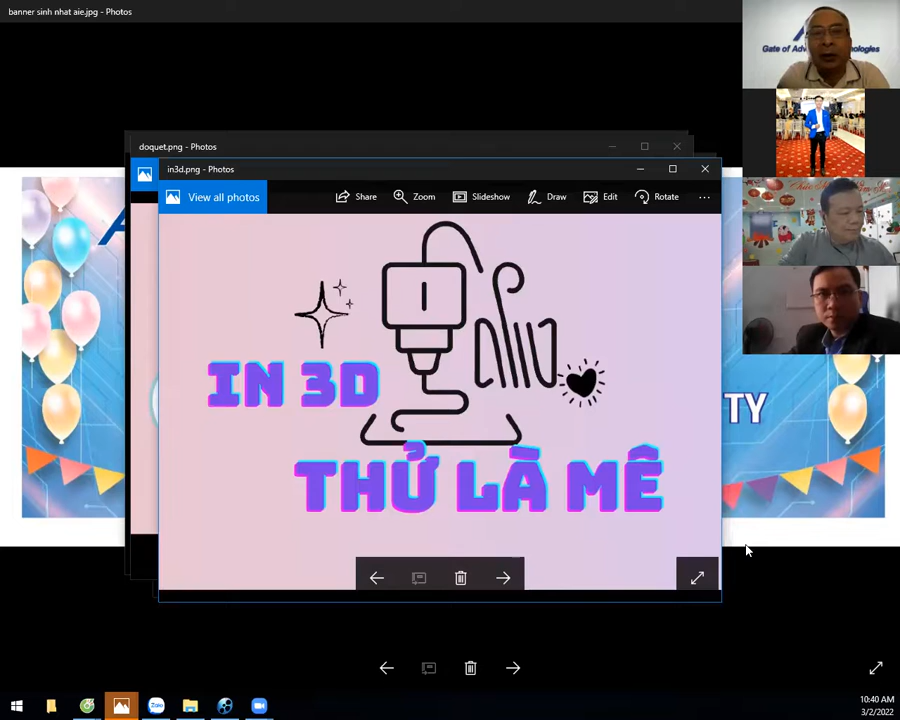 banner sinh nhat aie.jpg - Photos
Gate of Adv
nologies
doquet.png - Photos
in3d.png - Photos
View all photos
Share
Zoom
Slideshow
Draw
Edit
Rotate
IN 3D
THỬ LÀ MÊ
TY
Zalo
10:40 AM
3/2/2022